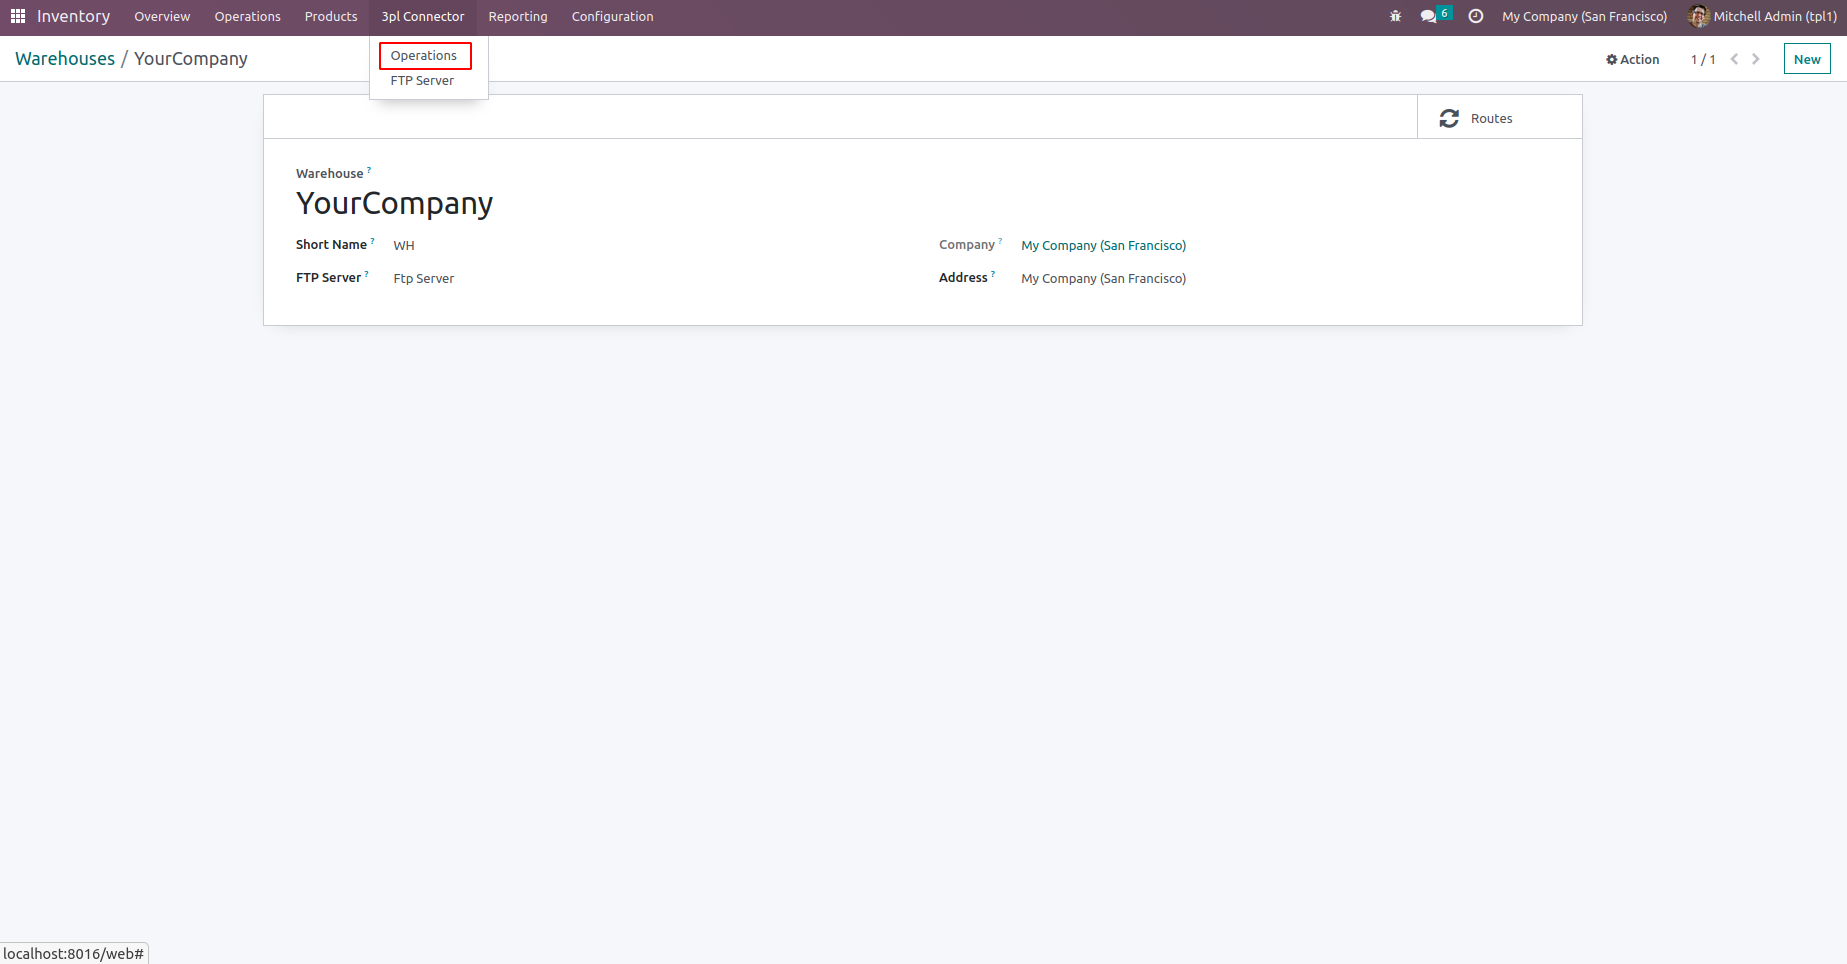 Inventory Overview Operations Products 3pl Connector Reporting Configuration 6 My Company (San Francisco) Mitchell Admin (tpl1)
Warehouses / YourCompany Action 1 / 1 New
Operations
FTP Server
Routes
Warehouse ?
YourCompany
Short Name ? WH Company ? My Company (San Francisco)
FTP Server ? Ftp Server Address ? My Company (San Francisco)
localhost:8016/web#